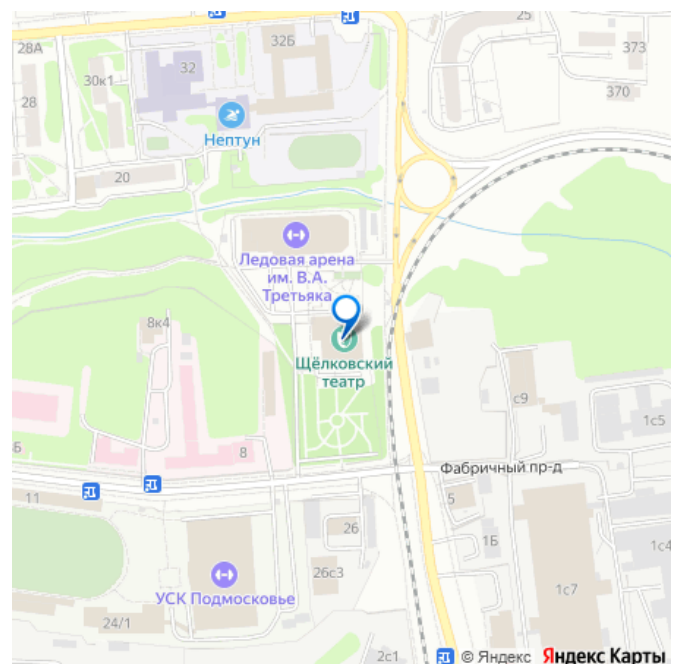 25
28А
32Б
373
32
30к1
28
370
Нептун
20
Ледовая арена
им. В.А.
Третьяка
8к4
Щёлковский
театр
с9
1с5
8
Фабричный пр-д
11
5
26
1Б
1с4
26с3
1с7
УСК Подмосковье
24/1
2с1
© Яндекс Яндекс Карты